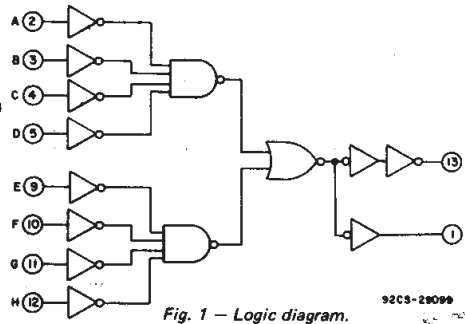 A 2
B 3
C 4
D 5
E 9
F 10
G 11
H 12
13
1
92CS-29099
Fig. 1 — Logic diagram.